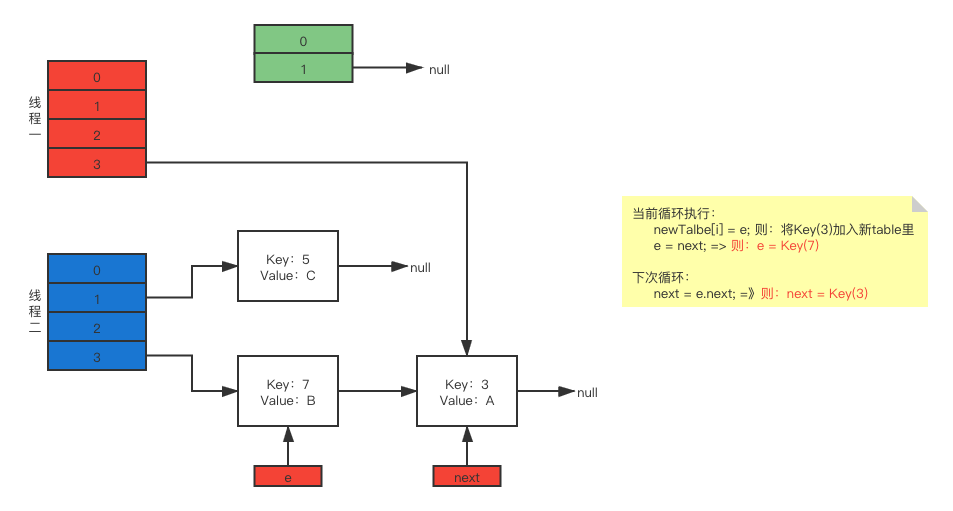 0
1
null
线程一
0
1
2
3
线程二
0
1
2
3
Key：5
Value：C
null
Key：7
Value：B
Key：3
Value：A
null
e
next
当前循环执行：
newTalbe[i] = e; 则：将Key(3)加入新table里
e = next; => 则：e = Key(7)
下次循环：
next = e.next; =》则：next = Key(3)